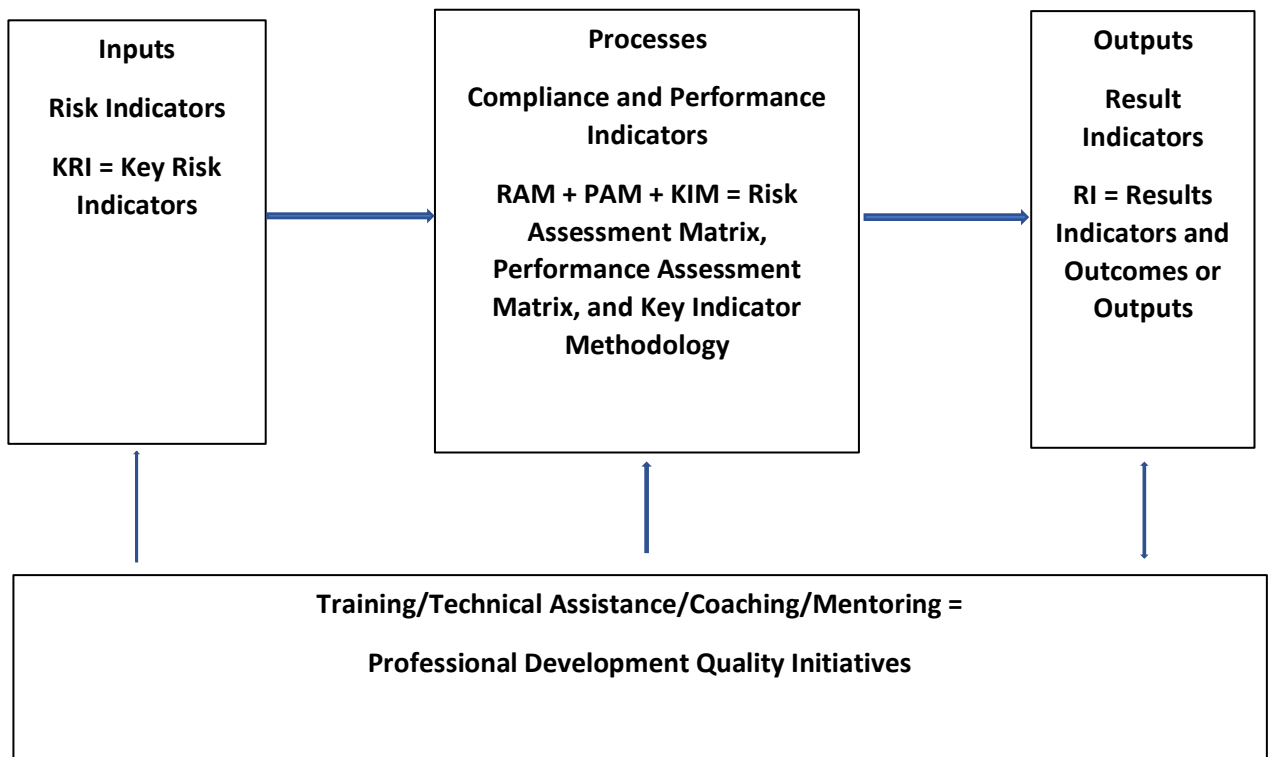 Inputs
Risk Indicators
KRI = Key Risk
Indicators
Processes
Compliance and Performance
Indicators
RAM + PAM + KIM = Risk
Assessment Matrix,
Performance Assessment
Matrix, and Key Indicator
Methodology
Outputs
Result
Indicators
RI = Results
Indicators and
Outcomes or
Outputs
Training/Technical Assistance/Coaching/Mentoring =
Professional Development Quality Initiatives